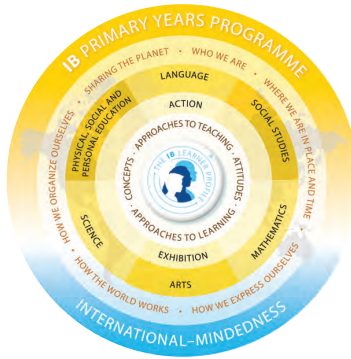 IB PRIMARY YEARS PROGRAMME
SHARING THE PLANET • WHO WE ARE • WHERE WE ARE IN PLACE AND TIME • HOW WE EXPRESS OURSELVES • HOW THE WORLD WORKS • HOW WE ORGANIZE OURSELVES •
LANGUAGE
SOCIAL STUDIES
MATHEMATICS
ARTS
SCIENCE
PHYSICAL, SOCIAL AND
PERSONAL EDUCATION
ACTION
EXHIBITION
APPROACHES TO TEACHING · ATTITUDES · APPROACHES TO LEARNING · CONCEPTS ·
THE IB LEARNER PROFILE
INTERNATIONAL–MINDEDNESS